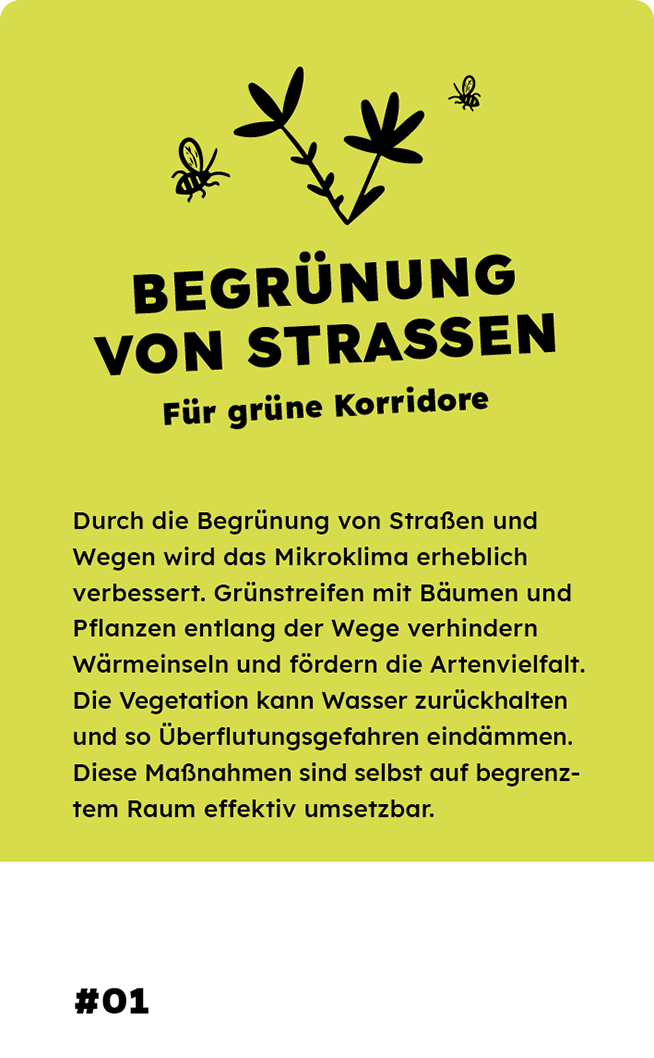 BEGRÜNUNG
VON STRASSEN
Für grüne Korridore
Durch die Begrünung von Straßen und
Wegen wird das Mikroklima erheblich
verbessert. Grünstreifen mit Bäumen und
Pflanzen entlang der Wege verhindern
Wärmeinseln und fördern die Artenvielfalt.
Die Vegetation kann Wasser zurückhalten
und so Überflutungsgefahren eindämmen.
Diese Maßnahmen sind selbst auf begrenz-
tem Raum effektiv umsetzbar.
#01